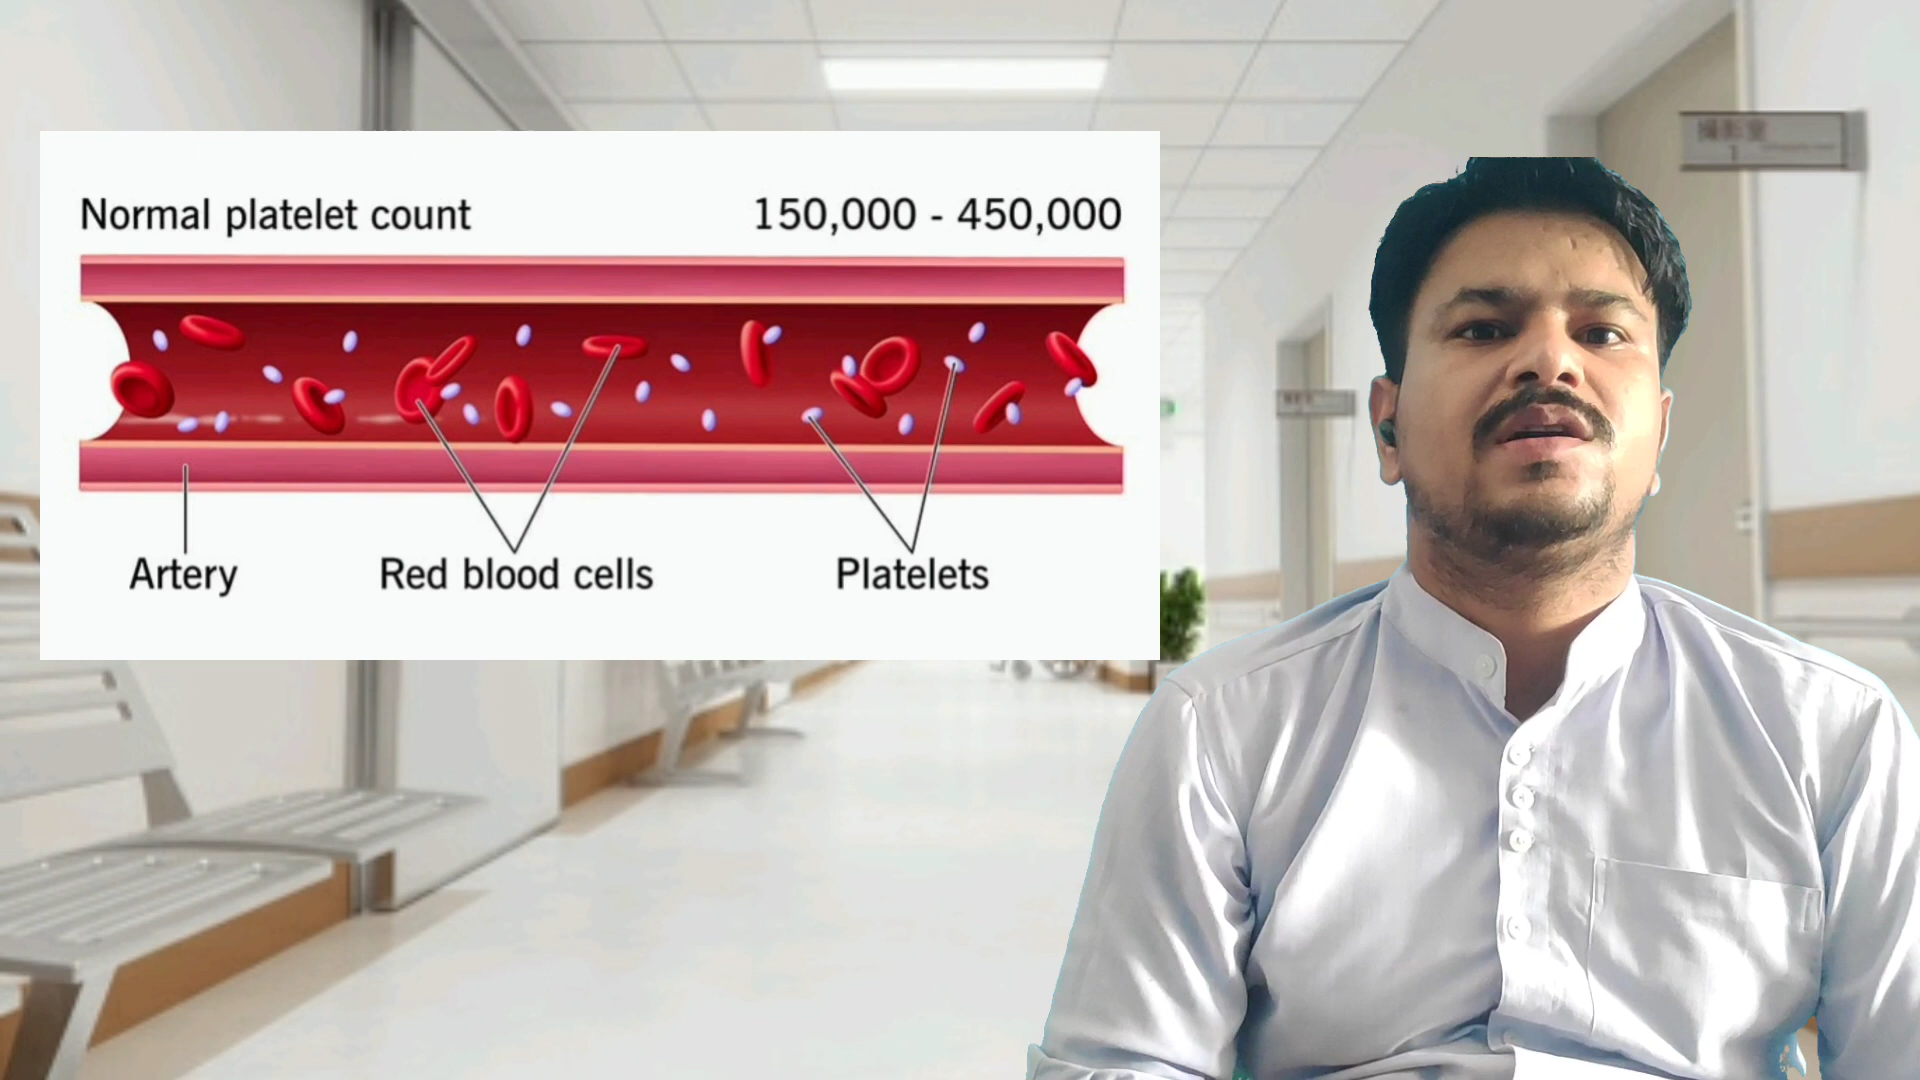 Normal platelet count 150,000 - 450,000
Artery Red blood cells Platelets